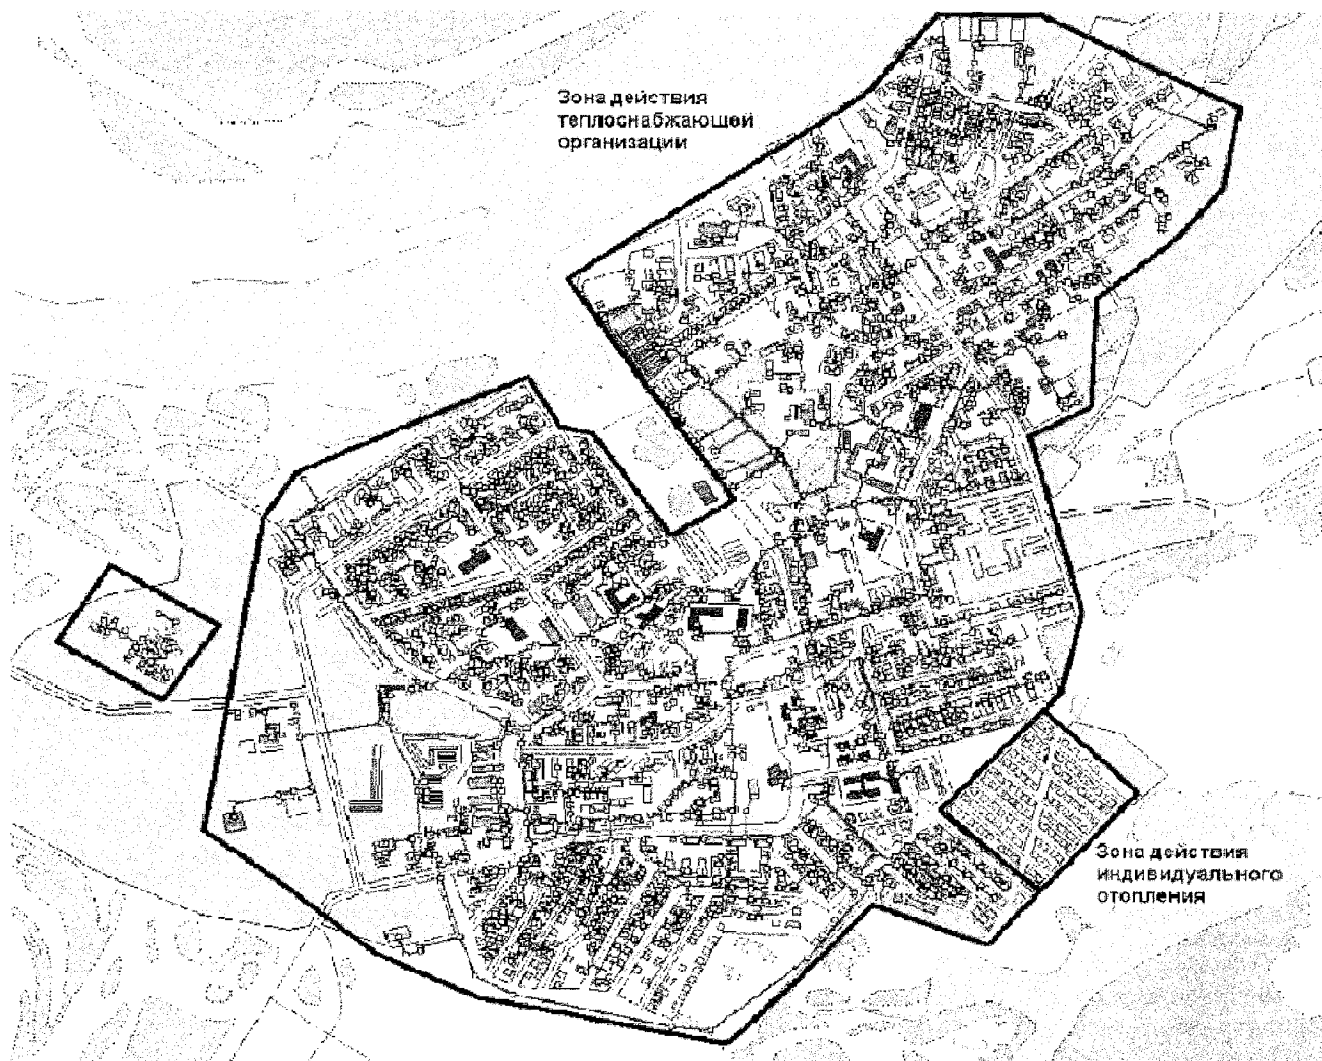 Зона действия
теплоснабжающей
организации
Зона действия
индивидуального
отопления